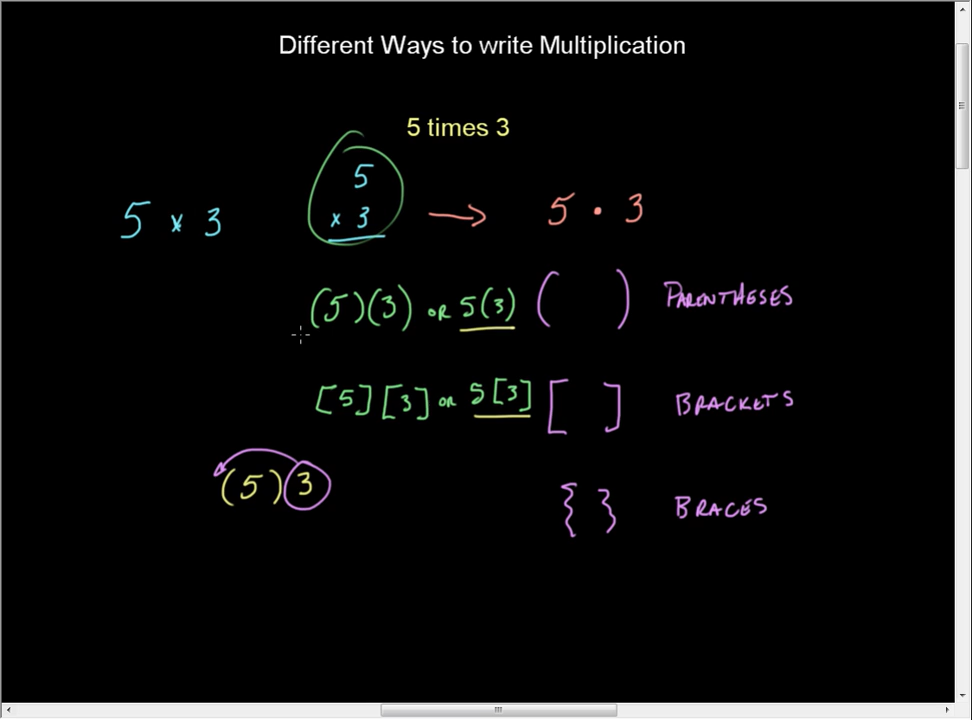 Different Ways to write Multiplication
5 times 3
5 × 3
5
× 3
→ 5 · 3
(5)(3) OR 5(3) ( ) PARENTHESES
[5][3] OR 5[3] [ ] BRACKETS
(5)3
{ } BRACES